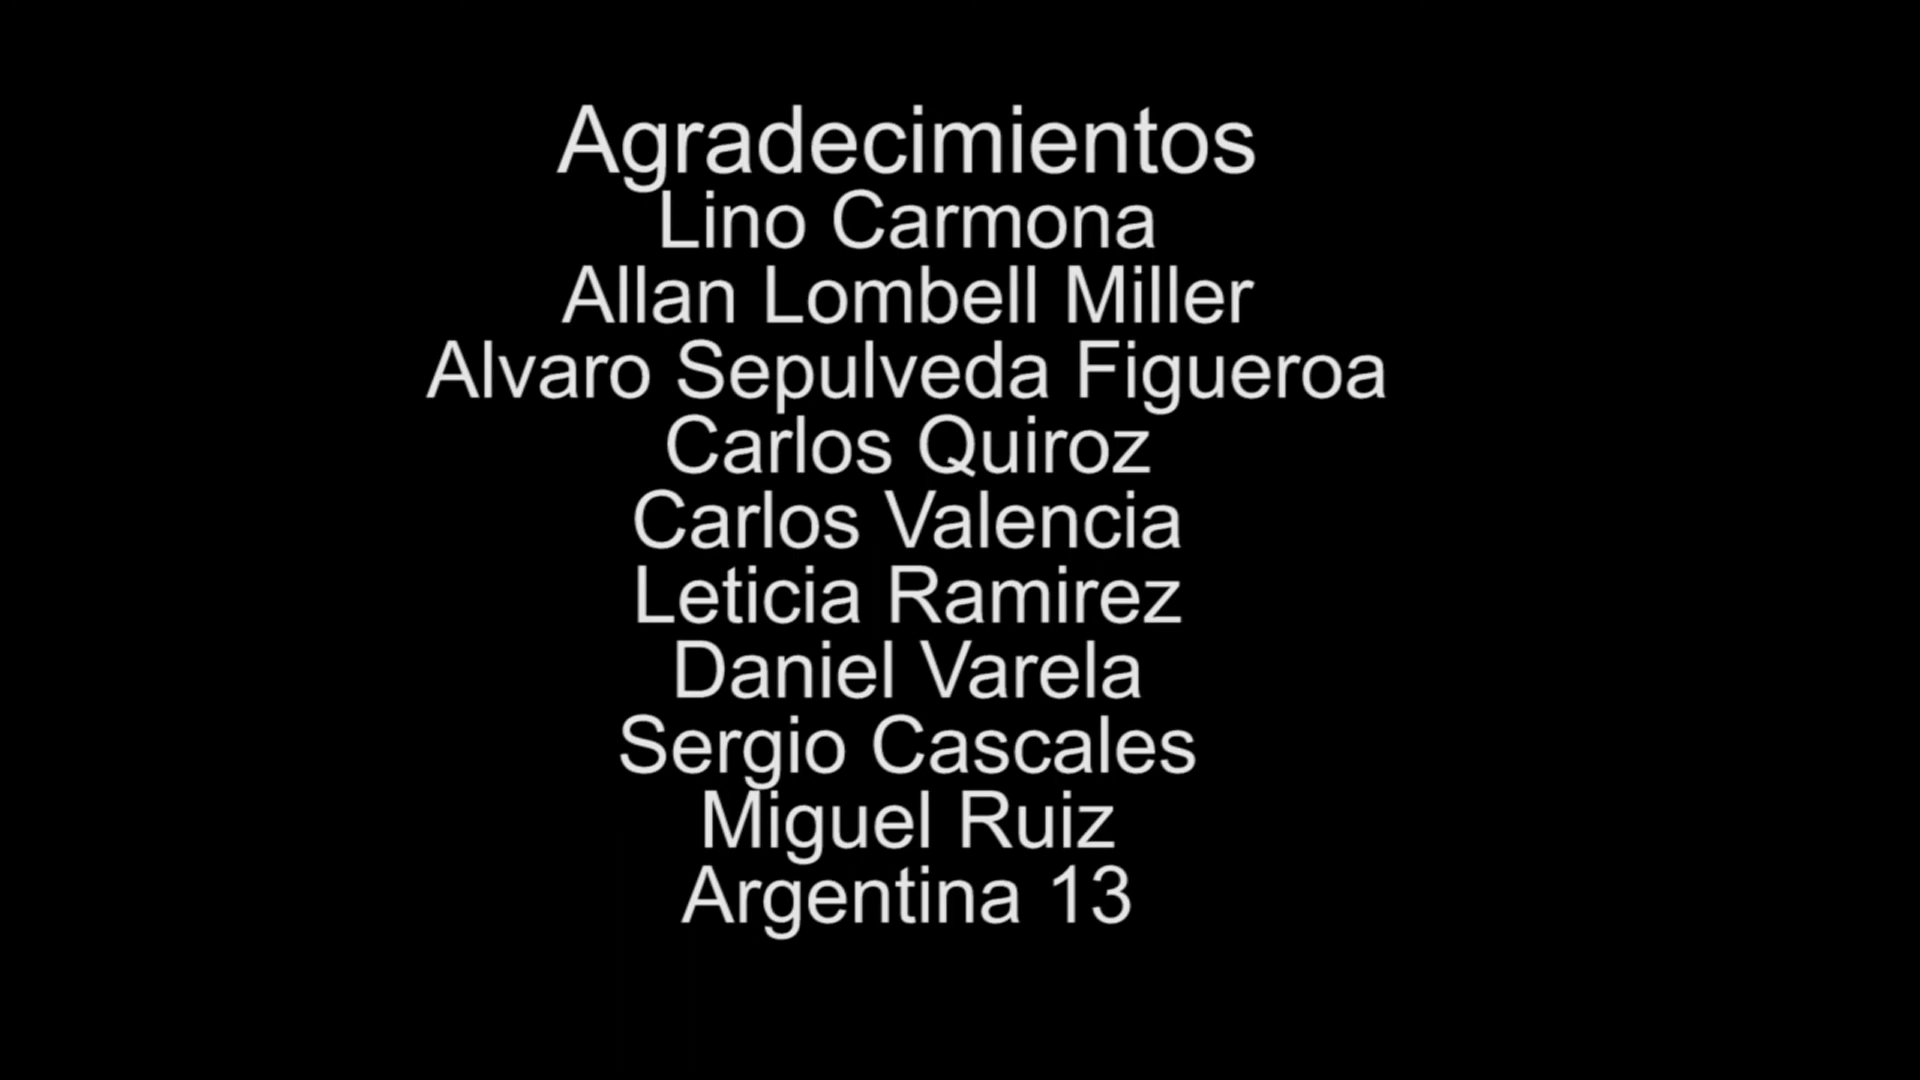 Agradecimientos
Lino Carmona
Allan Lombell Miller
Alvaro Sepulveda Figueroa
Carlos Quiroz
Carlos Valencia
Leticia Ramirez
Daniel Varela
Sergio Cascales
Miguel Ruiz
Argentina 13